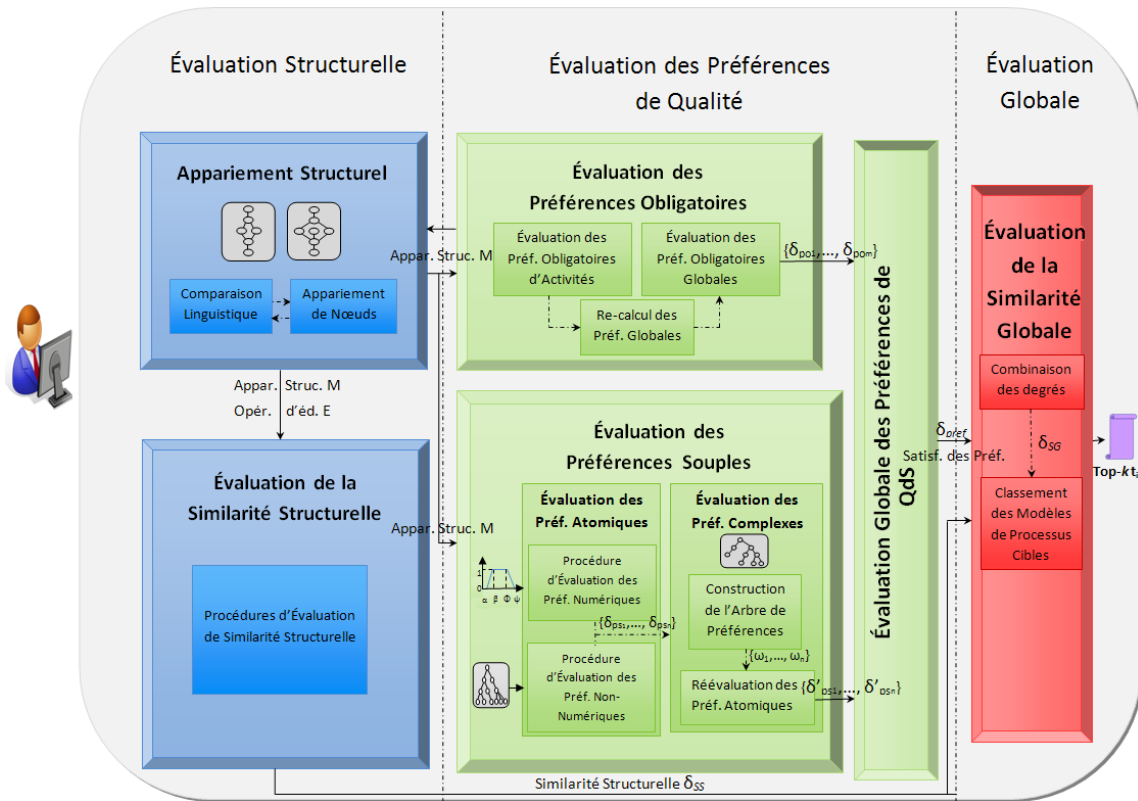 Évaluation Structurelle
Évaluation des Préférences
de Qualité
Évaluation
Globale
Appariement Structurel
Comparaison
Linguistique
Appariement
de Nœuds
Appar. Struc. M
Opér. d'éd. E
Évaluation de la
Similarité Structurelle
Procédures d'Évaluation
de Similarité Structurelle
Appar. Struc. M
Appar. Struc. M
Évaluation des
Préférences Obligatoires
Évaluation des
Préf. Obligatoires
d'Activités
Évaluation des
Préf. Obligatoires
Globales
Re-calcul des
Préf. Globales
{δPO1,..., δPOm}
Évaluation des
Préférences Souples
Évaluation des
Préf. Atomiques
Procédure
d'Évaluation des
Préf. Numériques
1
0
α β Φ ψ
{δPS1,..., δPSn}
Procédure
d'Évaluation des
Préf. Non-
Numériques
Évaluation des
Préf. Complexes
Construction
de l'Arbre de
Préférences
{ω1,..., ωn}
Réévaluation des
Préf. Atomiques
{δ'PS1,..., δ'PSn}
Évaluation Globale des Préférences de
QdS
δpref
Satisf. des Préf.
Évaluation
de la
Similarité
Globale
Combinaison
des degrés
δSG
Classement
des Modèles
de Processus
Cibles
Similarité Structurelle δSS